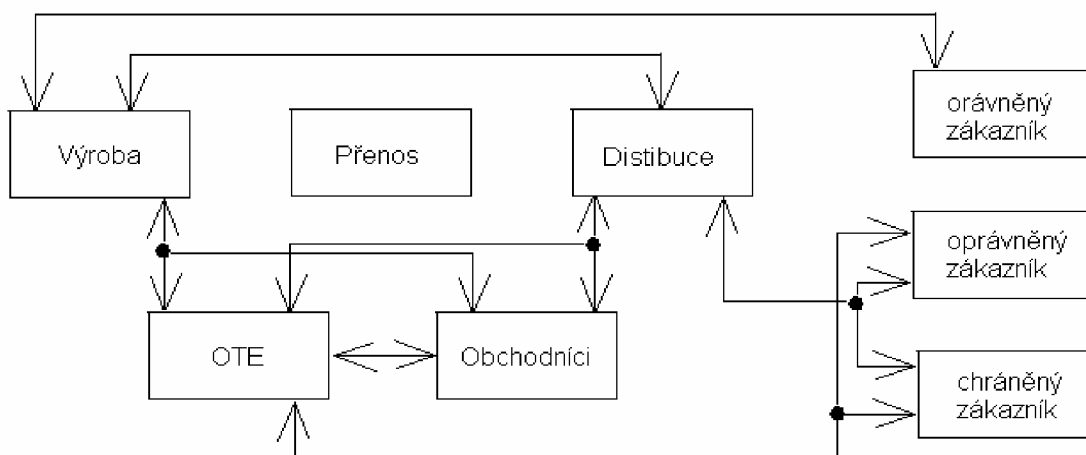 orávněný
zákazník
Výroba
Přenos
Distibuce
oprávněný
zákazník
OTE
Obchodníci
chráněný
zákazník